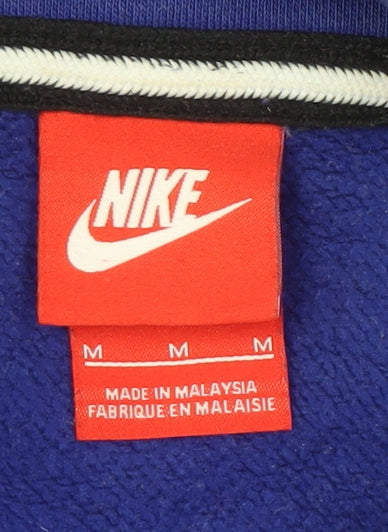 NIKE
M M M
MADE IN MALAYSIA
FABRIQUE EN MALAISIE